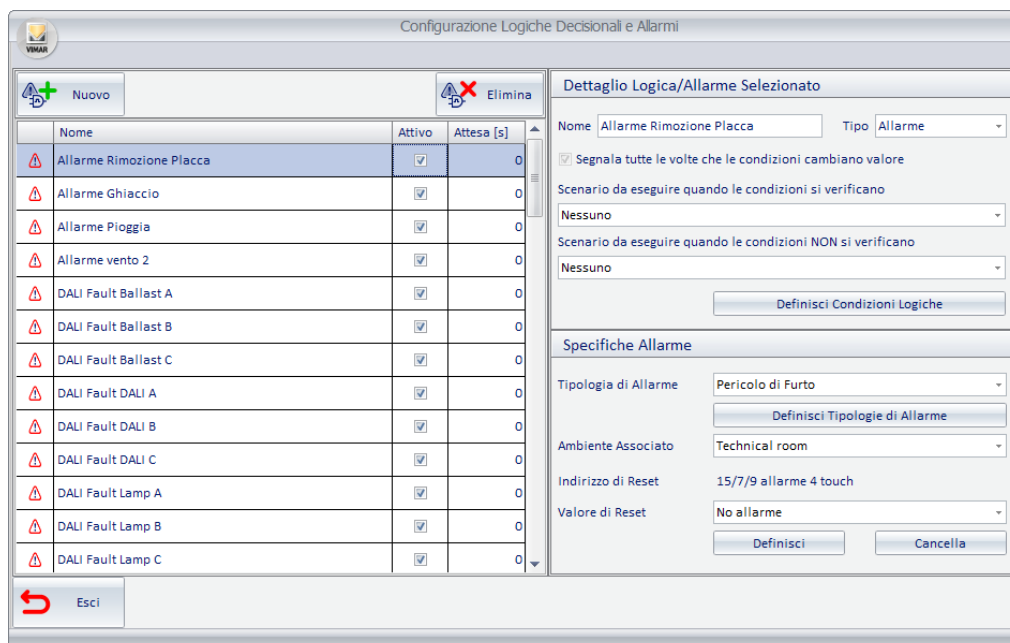 Configurazione Logiche Decisionali e Allarmi
VIMAR
Nuovo
Elimina
Nome Attivo Attesa [s]
Allarme Rimozione Placca 0
Allarme Ghiaccio 0
Allarme Pioggia 0
Allarme vento 2 0
DALI Fault Ballast A 0
DALI Fault Ballast B 0
DALI Fault Ballast C 0
DALI Fault DALI A 0
DALI Fault DALI B 0
DALI Fault DALI C 0
DALI Fault Lamp A 0
DALI Fault Lamp B 0
DALI Fault Lamp C 0
Esci
Dettaglio Logica/Allarme Selezionato
Nome Allarme Rimozione Placca Tipo Allarme
Segnala tutte le volte che le condizioni cambiano valore
Scenario da eseguire quando le condizioni si verificano
Nessuno
Scenario da eseguire quando le condizioni NON si verificano
Nessuno
Definisci Condizioni Logiche
Specifiche Allarme
Tipologia di Allarme Pericolo di Furto
Definisci Tipologie di Allarme
Ambiente Associato Technical room
Indirizzo di Reset 15/7/9 allarme 4 touch
Valore di Reset No allarme
Definisci Cancella